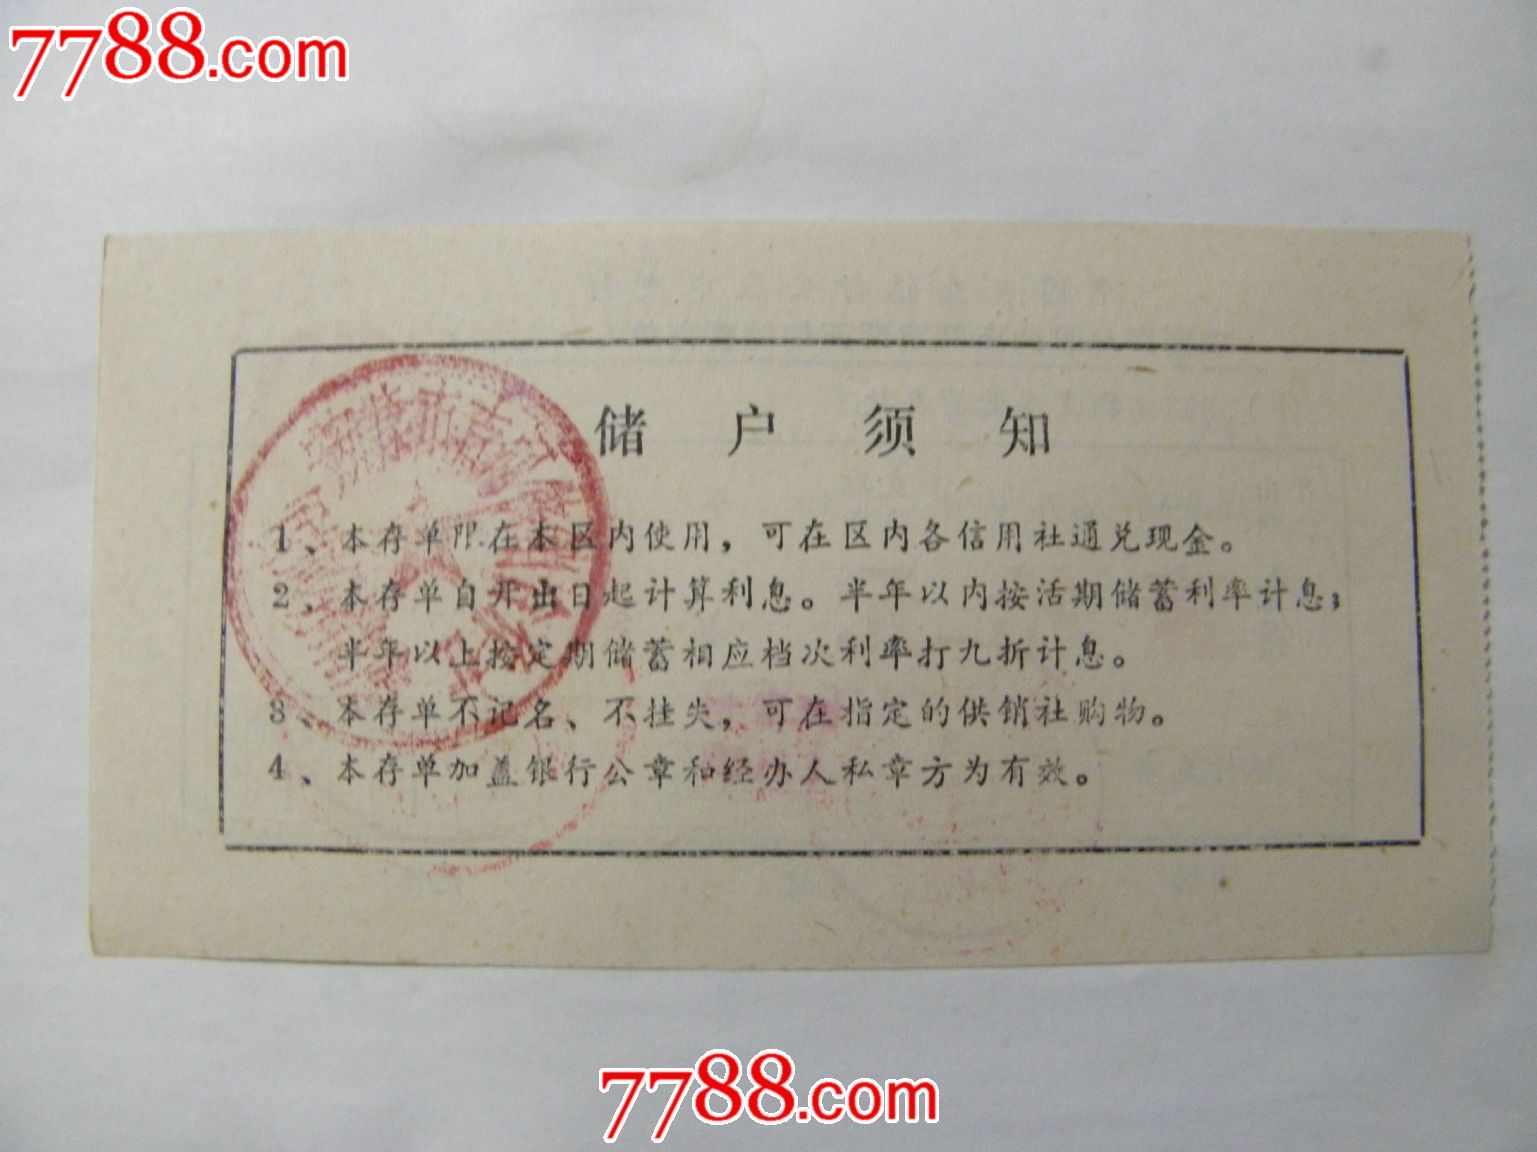 7788.com
储户须知
1、本存单限在本区内使用，可在区内各信用社通兑现金。
2、本存单自开出日起计算利息。半年以内按活期储蓄利率计息；
半年以上按定期储蓄相应档次利率打九折计息。
3、本存单不记名、不挂失，可在指定的供销社购物。
4、本存单加盖银行公章和经办人私章方为有效。
7788.com